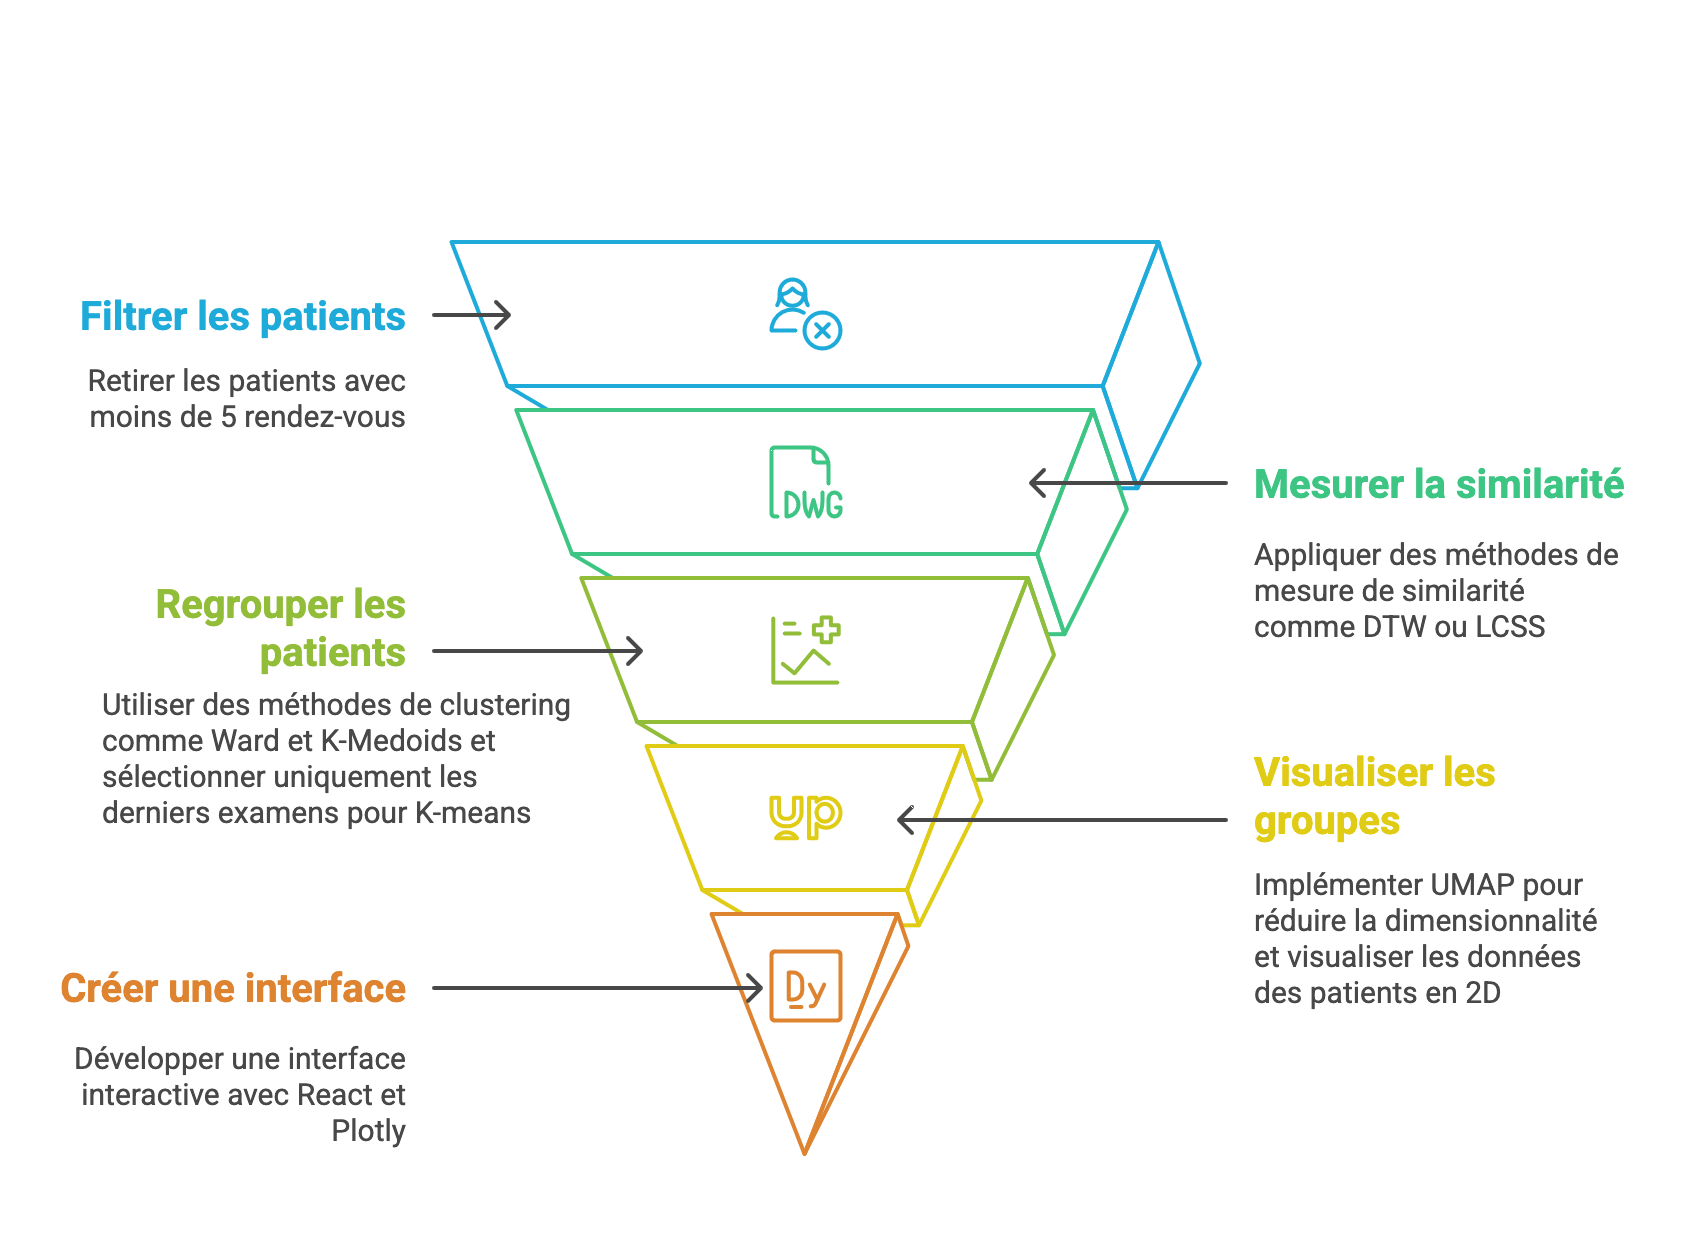 Filtrer les patients
Retirer les patients avec
moins de 5 rendez-vous
DWG
Mesurer la similarité
Appliquer des méthodes de
mesure de similarité
comme DTW ou LCSS
Regrouper les
patients
Utiliser des méthodes de clustering
comme Ward et K-Medoids et
sélectionner uniquement les
derniers examens pour K-means
up
Visualiser les
groupes
Implémenter UMAP pour
réduire la dimensionnalité
et visualiser les données
des patients en 2D
Créer une interface
Dy
Développer une interface
interactive avec React et
Plotly